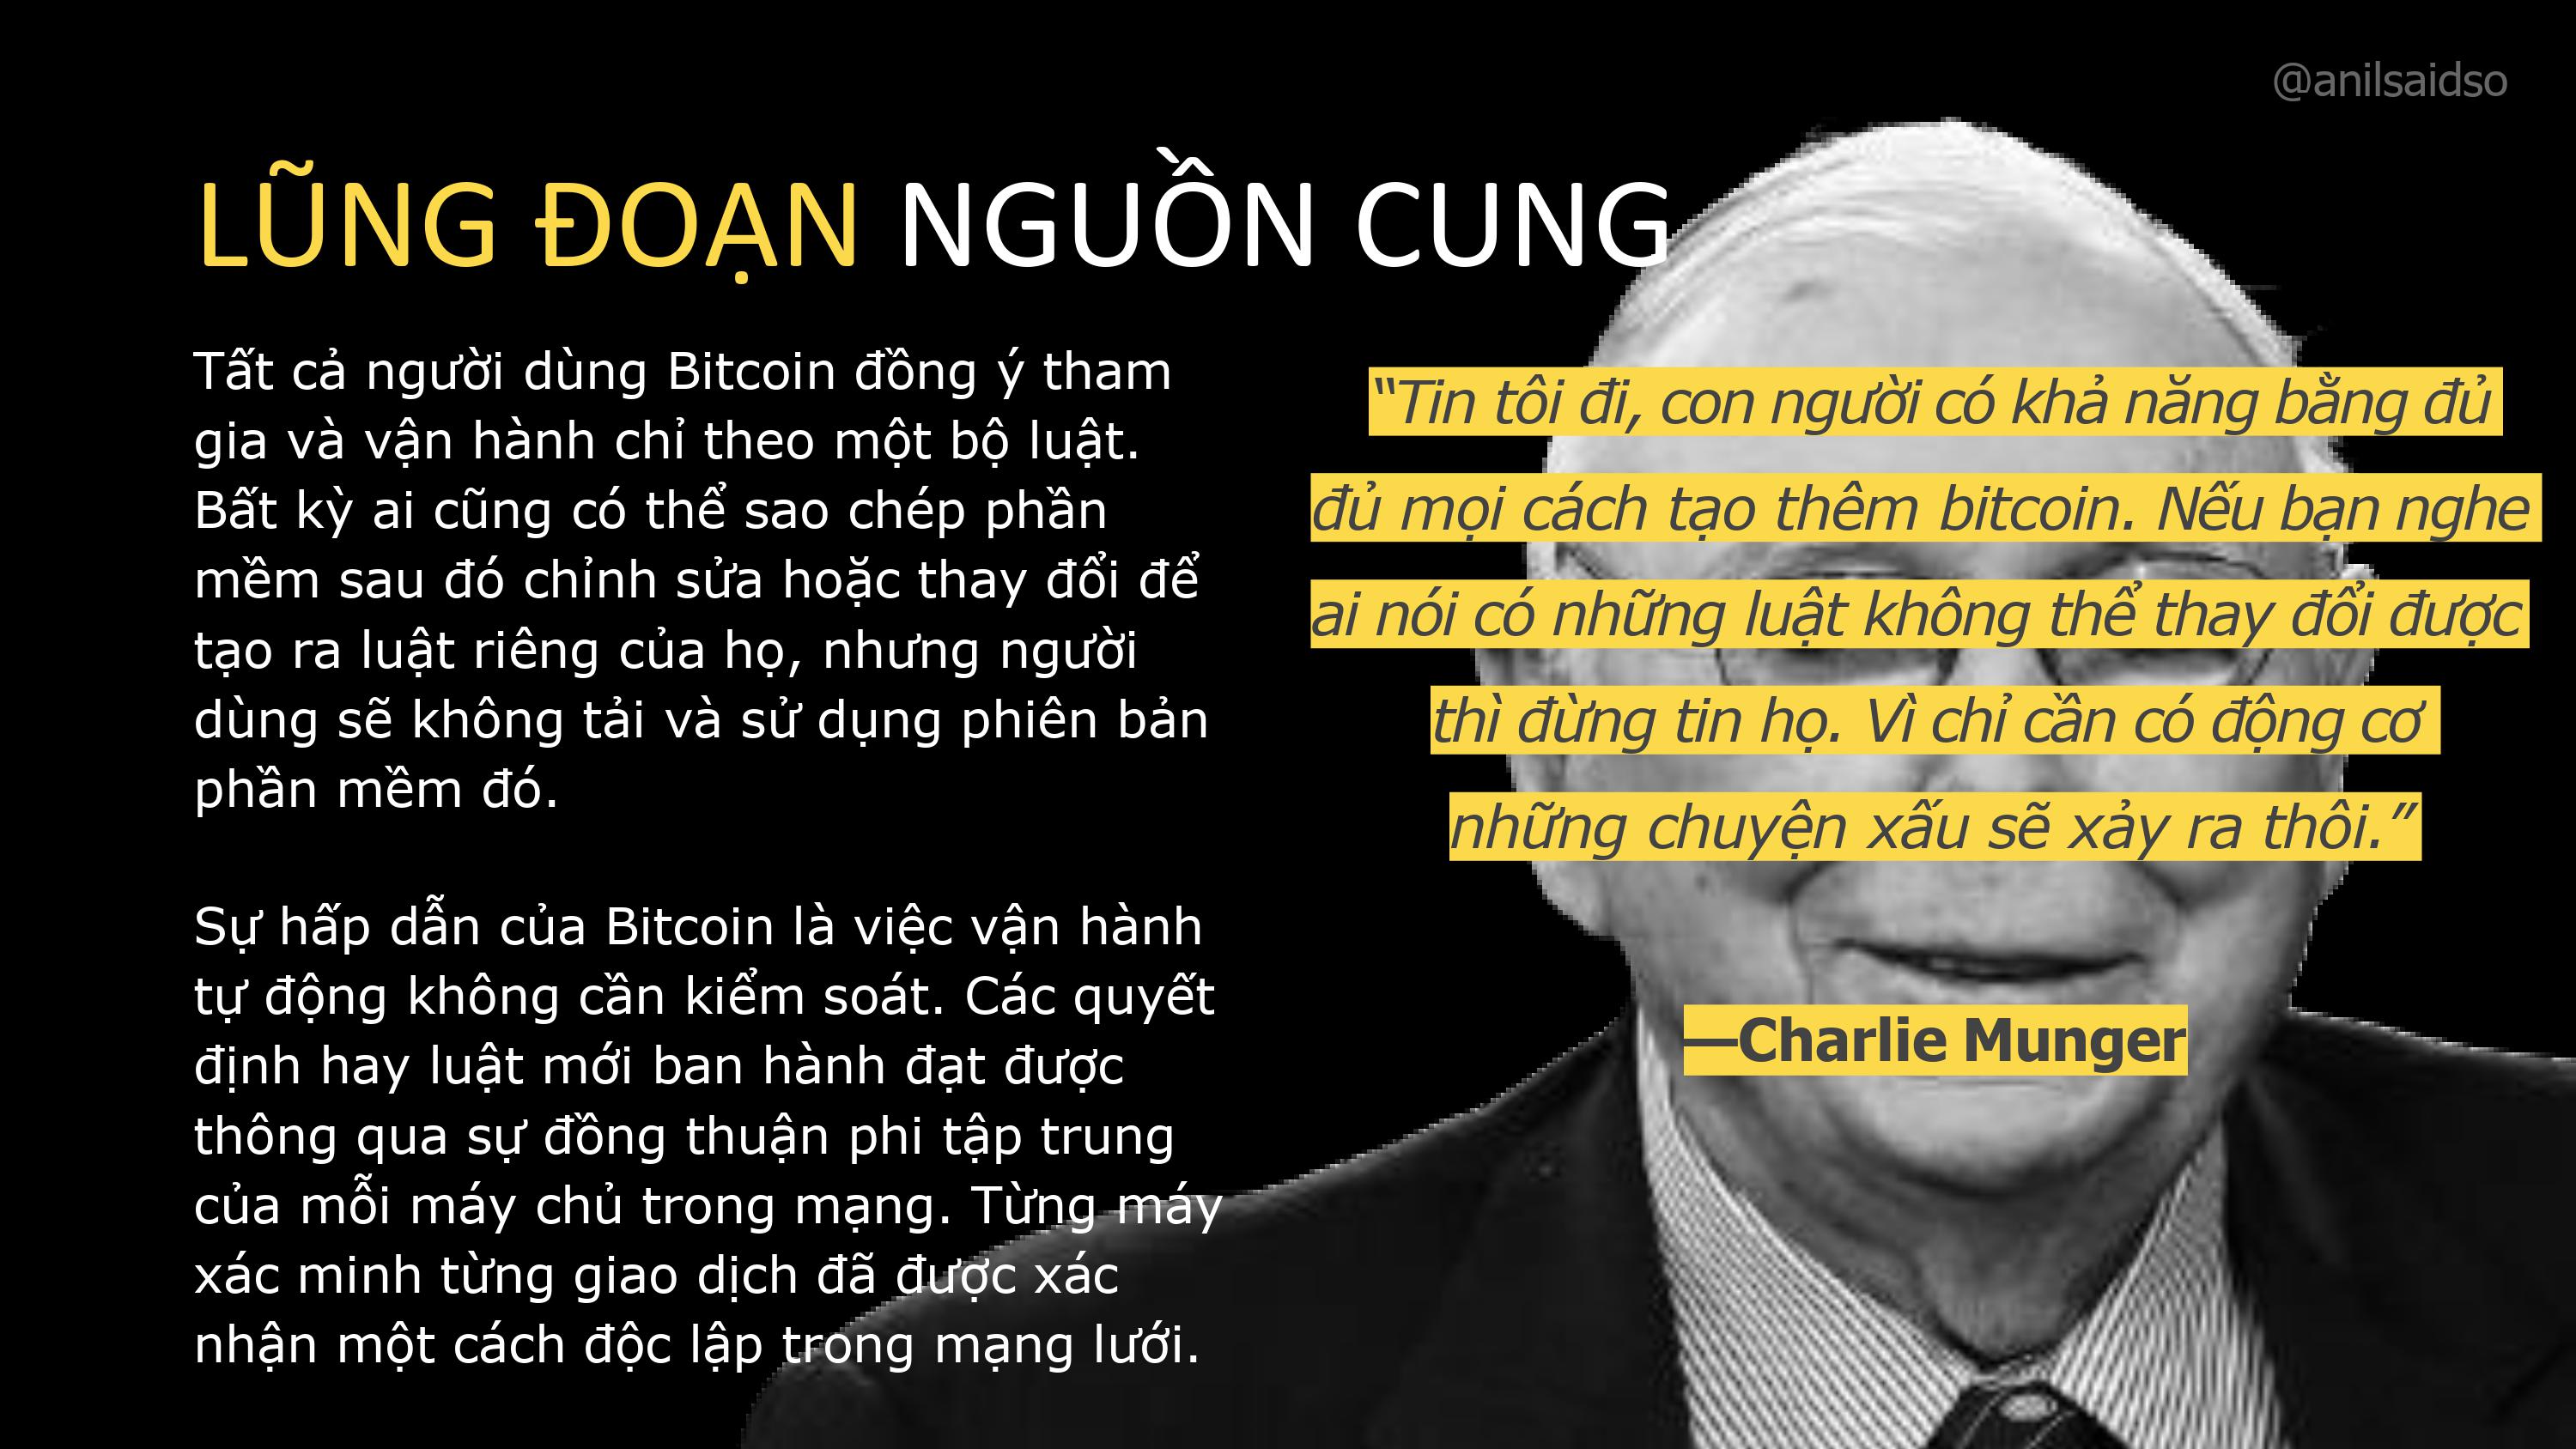 @anilsaidso
LŨNG ĐOẠN NGUỒN CUNG
Tất cả người dùng Bitcoin đồng ý tham
gia và vận hành chỉ theo một bộ luật.
Bất kỳ ai cũng có thể sao chép phần
mềm sau đó chỉnh sửa hoặc thay đổi để
tạo ra luật riêng của họ, nhưng người
dùng sẽ không tải và sử dụng phiên bản
phần mềm đó.
Sự hấp dẫn của Bitcoin là việc vận hành
tự động không cần kiểm soát. Các quyết
định hay luật mới ban hành đạt được
thông qua sự đồng thuận phi tập trung
của mỗi máy chủ trong mạng. Từng máy
xác minh từng giao dịch đã được xác
nhận một cách độc lập trong mạng lưới.
“Tin tôi đi, con người có khả năng bằng đủ
đủ mọi cách tạo thêm bitcoin. Nếu bạn nghe
ai nói có những luật không thể thay đổi được
thì đừng tin họ. Vì chỉ cần có động cơ
những chuyện xấu sẽ xảy ra thôi.”
—Charlie Munger